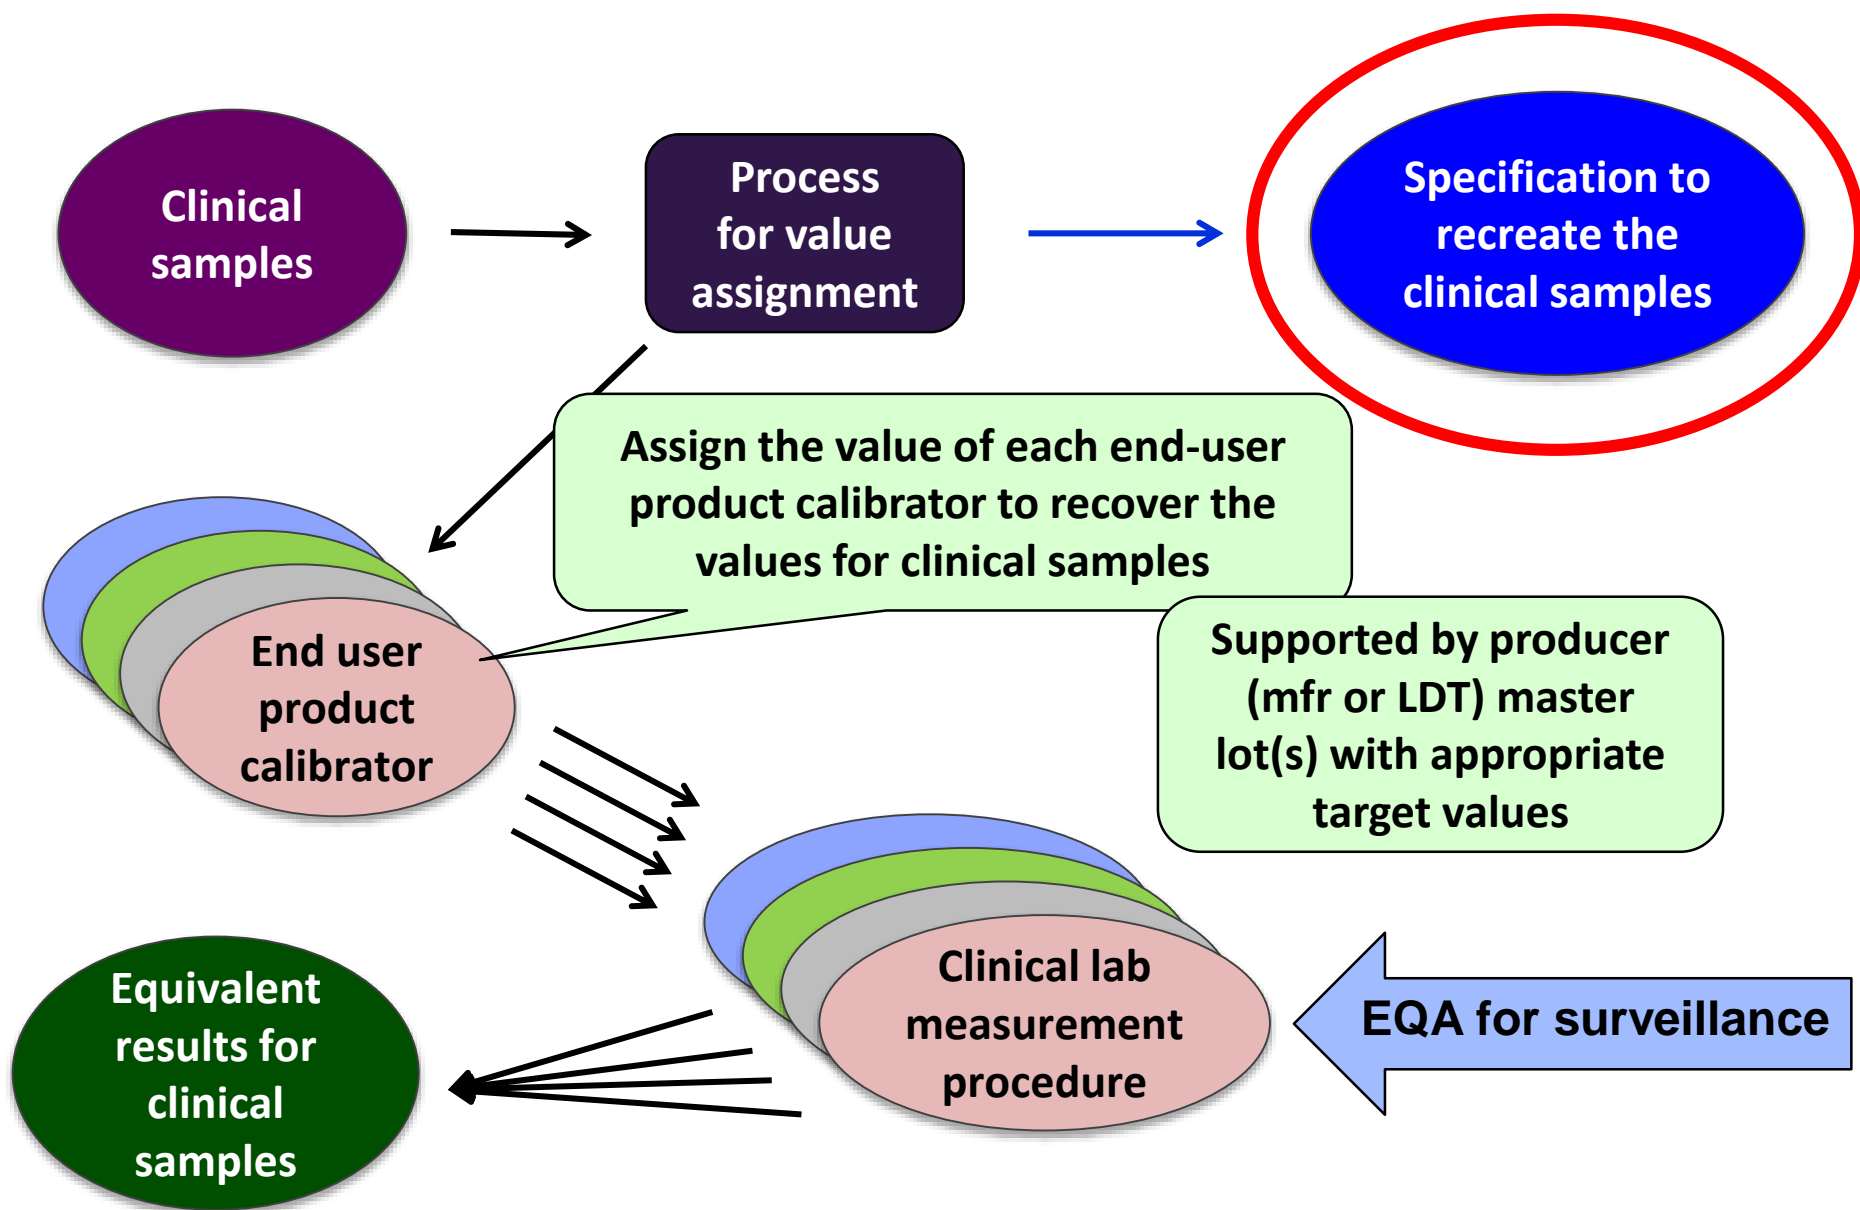 Clinical
samples
Process
for value
assignment
Specification to
recreate the
clinical samples
Assign the value of each end-user
product calibrator to recover the
values for clinical samples
End user
product
calibrator
Supported by producer
(mfr or LDT) master
lot(s) with appropriate
target values
Clinical lab
measurement
procedure
EQA for surveillance
Equivalent
results for
clinical
samples